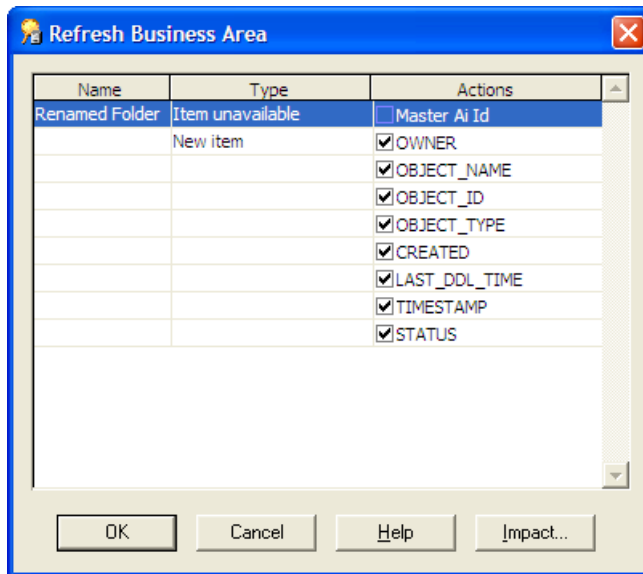 Refresh Business Area
Name Type Actions
Renamed Folder Item unavailable Master Ai Id
New item OWNER
OBJECT_NAME
OBJECT_ID
OBJECT_TYPE
CREATED
LAST_DDL_TIME
TIMESTAMP
STATUS
OK Cancel Help Impact...